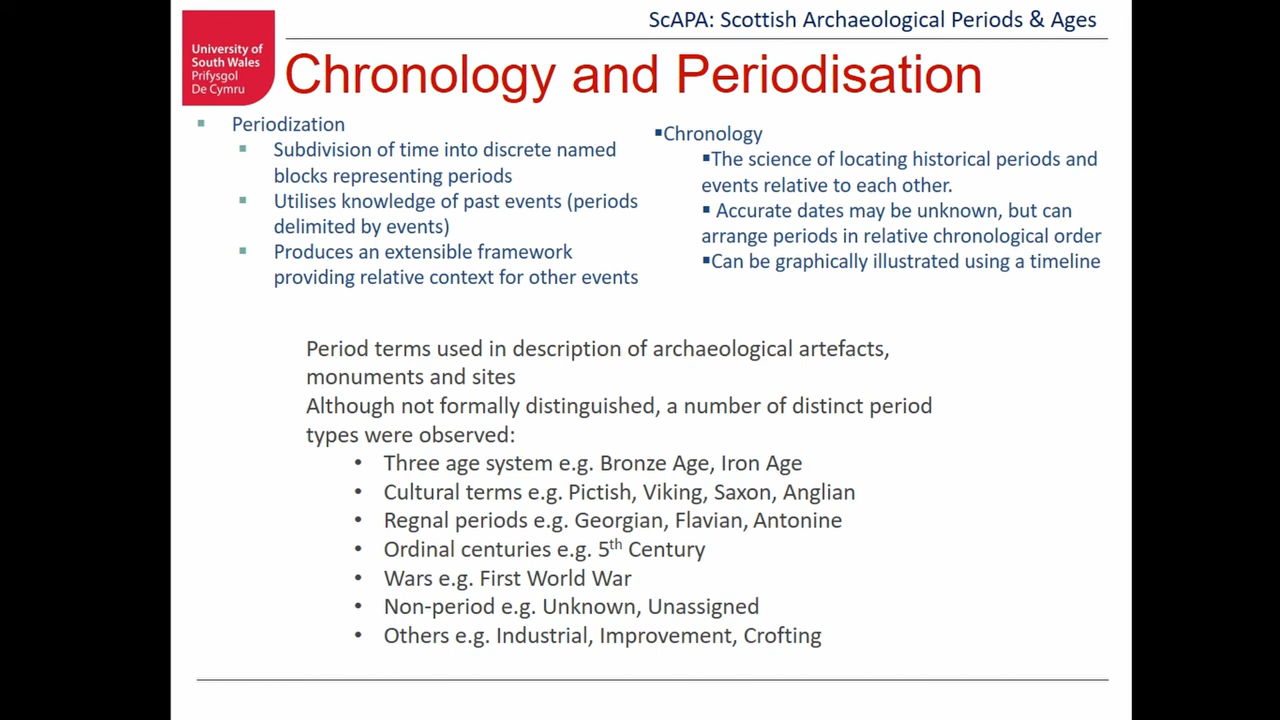 ScAPA: Scottish Archaeological Periods & Ages
University of
South Wales
Prifysgol
De Cymru
Chronology and Periodisation
▪ Periodization
▪ Subdivision of time into discrete named
blocks representing periods
▪ Utilises knowledge of past events (periods
delimited by events)
▪ Produces an extensible framework
providing relative context for other events
▪Chronology
▪The science of locating historical periods and
events relative to each other.
▪ Accurate dates may be unknown, but can
arrange periods in relative chronological order
▪Can be graphically illustrated using a timeline
Period terms used in description of archaeological artefacts,
monuments and sites
Although not formally distinguished, a number of distinct period
types were observed:
• Three age system e.g. Bronze Age, Iron Age
• Cultural terms e.g. Pictish, Viking, Saxon, Anglian
• Regnal periods e.g. Georgian, Flavian, Antonine
• Ordinal centuries e.g. 5th Century
• Wars e.g. First World War
• Non-period e.g. Unknown, Unassigned
• Others e.g. Industrial, Improvement, Crofting